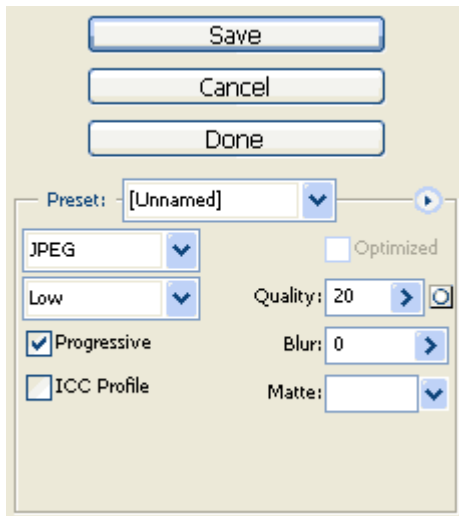 Save
Cancel
Done
Preset: [Unnamed]
JPEG Optimized
Low Quality: 20
Progressive Blur: 0
ICC Profile Matte: